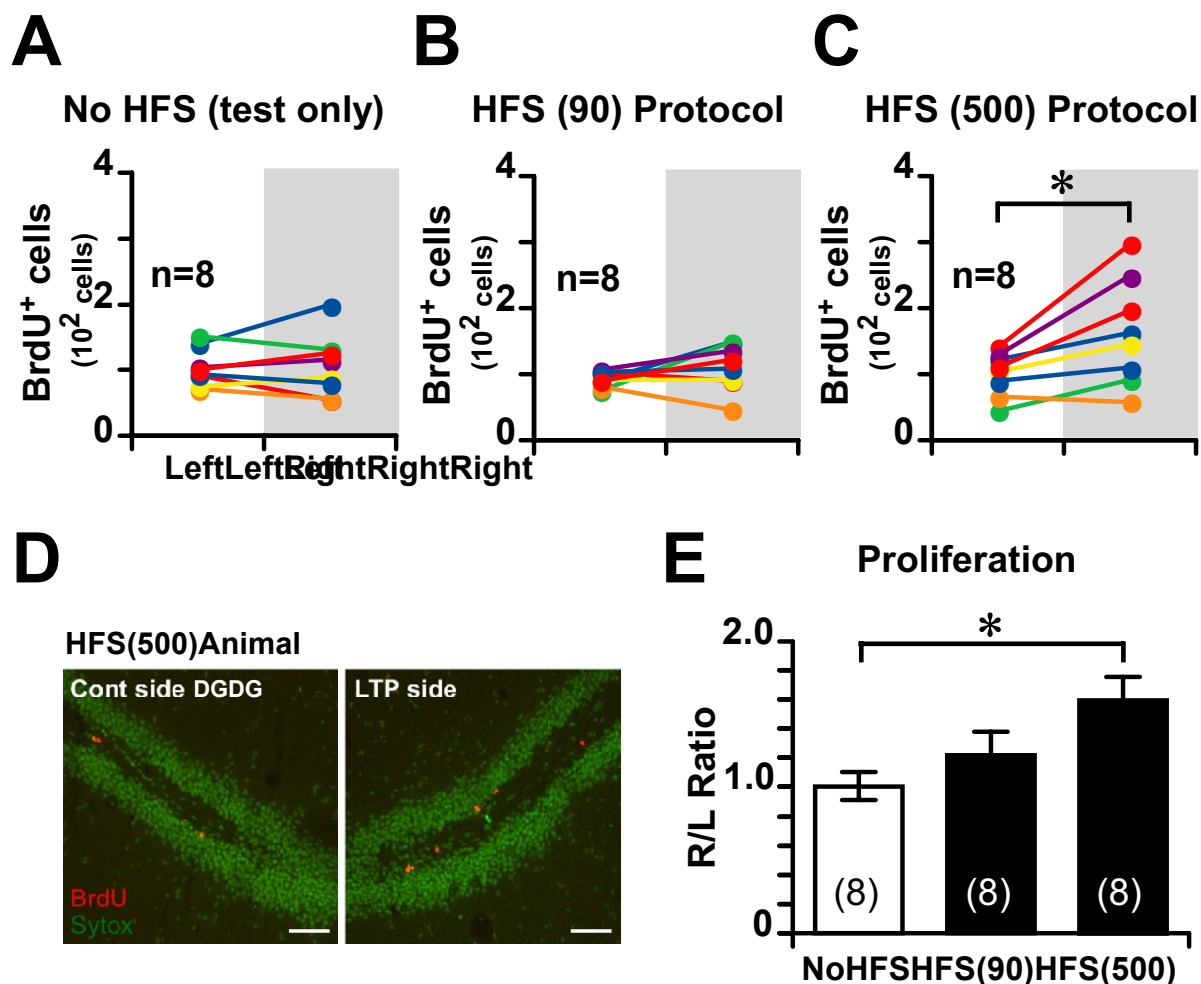 A
B
C
No HFS (test only)
HFS (90) Protocol
HFS (500) Protocol
BrdU+ cells
(10² cells)
4
2
0
n=8
BrdU+ cells
(10² cells)
4
2
0
n=8
BrdU+ cells
(10² cells)
4
2
0
n=8
*
LeftLeftLeft
RightRightRight
D
HFS(500)Animal
Cont side DGDG
LTP side
BrdU
Sytox
E
Proliferation
R/L Ratio
2.0
1.0
0
*
(8)
(8)
(8)
NoHFSHFS(90)HFS(500)